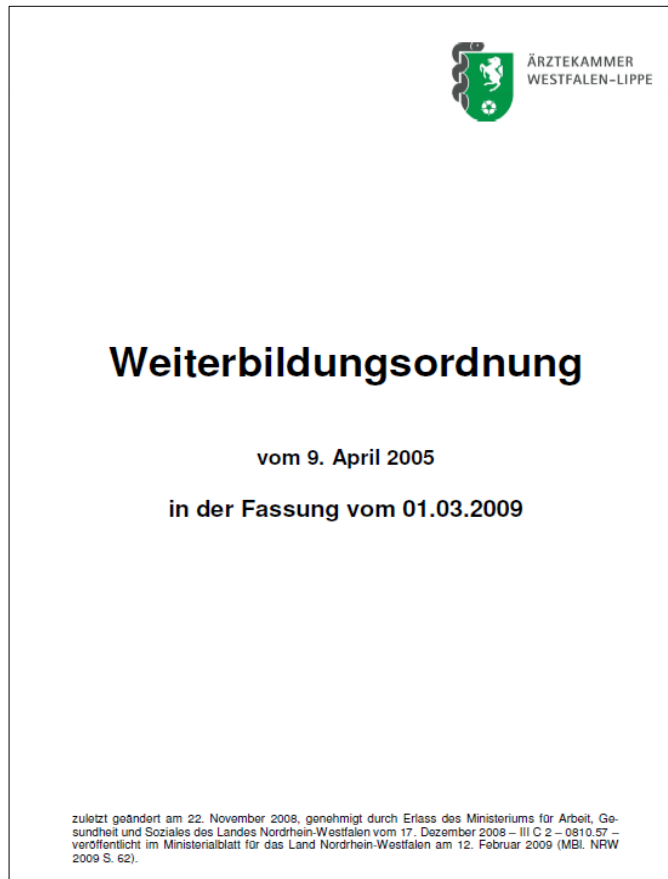 ÄRZTEKAMMER
WESTFALEN-LIPPE
Weiterbildungsordnung
vom 9. April 2005
in der Fassung vom 01.03.2009
zuletzt geändert am 22. November 2008, genehmigt durch Erlass des Ministeriums für Arbeit, Ge-
sundheit und Soziales des Landes Nordrhein-Westfalen vom 17. Dezember 2008 – III C 2 – 0810.57 –
veröffentlicht im Ministerialblatt für das Land Nordrhein-Westfalen am 12. Februar 2009 (MBl. NRW
2009 S. 62).